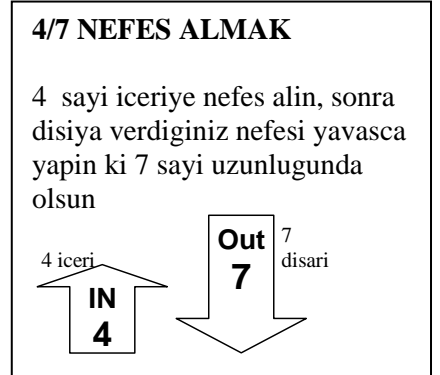 4/7 NEFES ALMAK
4 sayi iceriye nefes alin, sonra
disiya verdiginiz nefesi yavasca
yapin ki 7 sayi uzunlugunda
olsun
4 iceri
IN
4
Out
7
7
disari